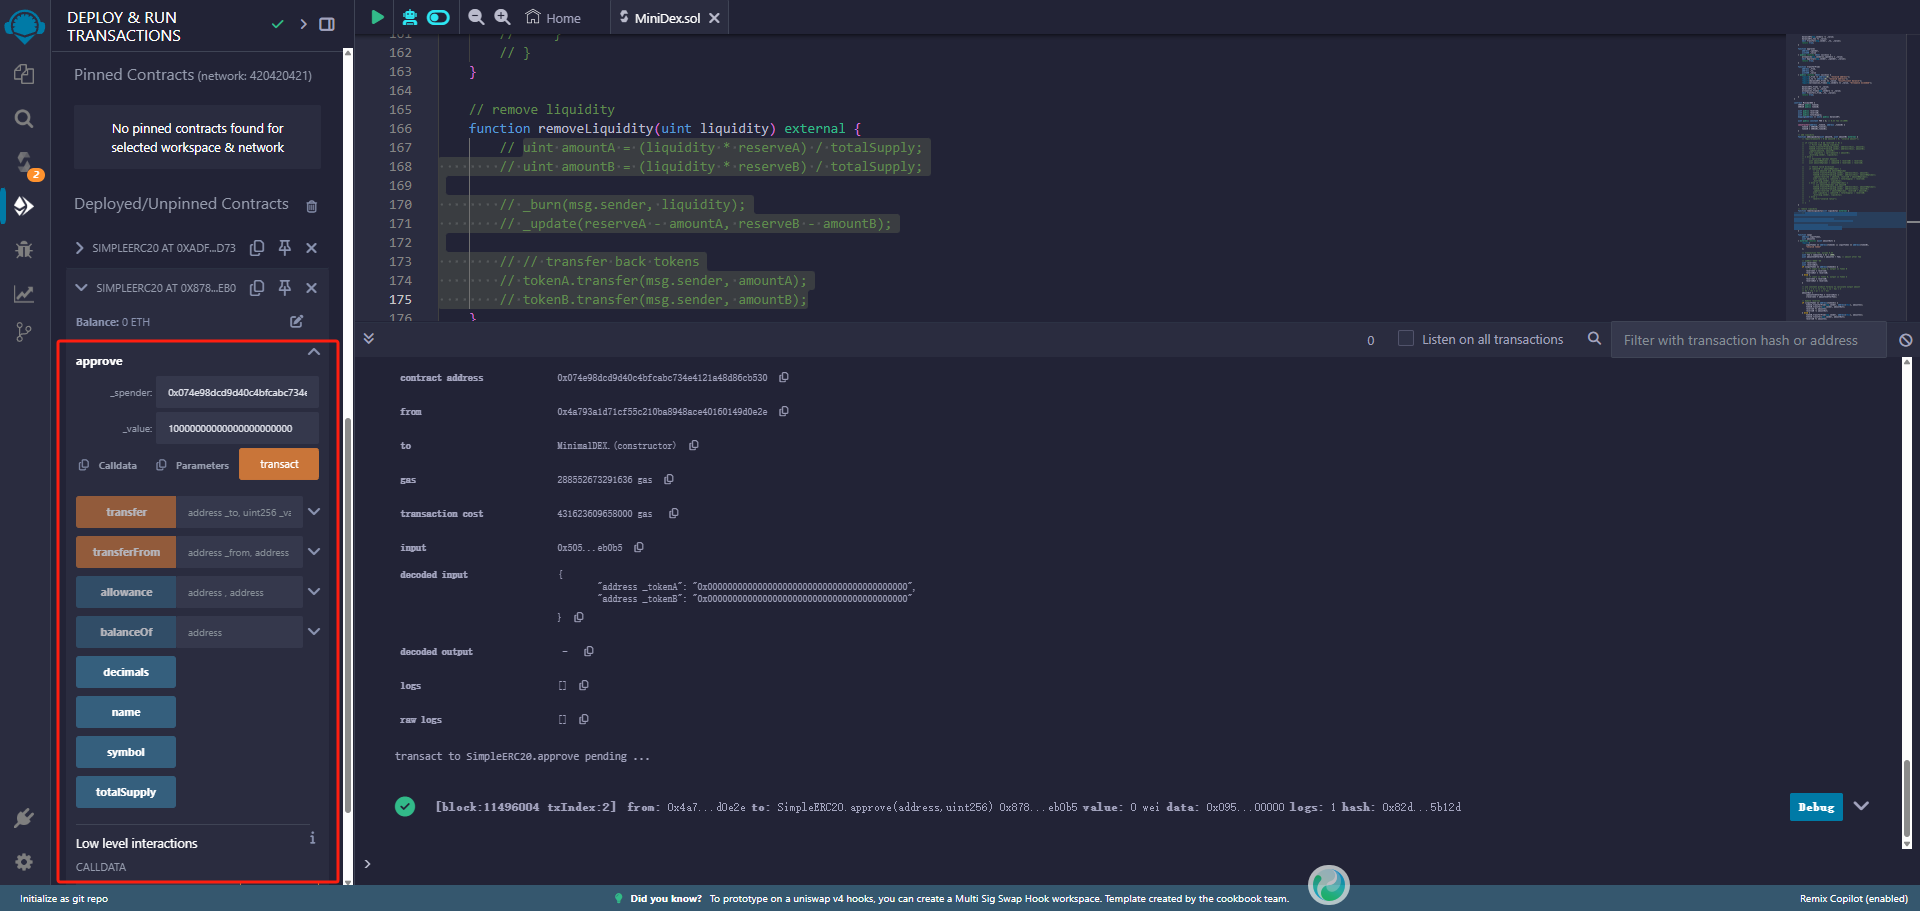 DEPLOY & RUN
TRANSACTIONS
Pinned Contracts (network: 420420421)
No pinned contracts found for
selected workspace & network
2
Deployed/Unpinned Contracts
SIMPLEERC20 AT 0XADF...D73
SIMPLEERC20 AT 0X878...EB0
Balance: 0 ETH
approve
_spender: 0x074e98dcd9d40c4bfcabc734e
_value: 10000000000000000000000
Calldata Parameters transact
transfer address _to, uint256 _va
transferFrom address _from, address
allowance address , address
balanceOf address
decimals
name
symbol
totalSupply
Low level interactions
i
CALLDATA
Home MiniDex.sol
161 // }
162 // }
163 }
164
165 // remove liquidity
166 function removeLiquidity(uint liquidity) external {
167 // uint amountA = (liquidity * reserveA) / totalSupply;
168 // uint amountB = (liquidity * reserveB) / totalSupply;
169
170 // _burn(msg.sender, liquidity);
171 // _update(reserveA - amountA, reserveB - amountB);
172
173 // // transfer back tokens
174 // tokenA.transfer(msg.sender, amountA);
175 // tokenB.transfer(msg.sender, amountB);
176 }
0 Listen on all transactions Filter with transaction hash or address
contract address 0x074e98dcd9d40c4bfcabc734e4121a48d86cb530
from 0x4a793a1d71cf55c210ba8948ace40160149d0e2e
to MinimalDEX.(constructor)
gas 288552673291636 gas
transaction cost 431623609658000 gas
input 0x505...eb0b5
decoded input {
"address _tokenA": "0x0000000000000000000000000000000000000000",
"address _tokenB": "0x0000000000000000000000000000000000000000"
}
decoded output -
logs []
raw logs []
transact to SimpleERC20.approve pending ...
[block:11496004 txIndex:2] from: 0x4a7...d0e2e to: SimpleERC20.approve(address,uint256) 0x878...eb0b5 value: 0 wei data: 0x095...00000 logs: 1 hash: 0x82d...5b12d
Debug
>
Initialize as git repo
Did you know? To prototype on a uniswap v4 hooks, you can create a Multi Sig Swap Hook workspace. Template created by the cookbook team.
Remix Copilot (enabled)